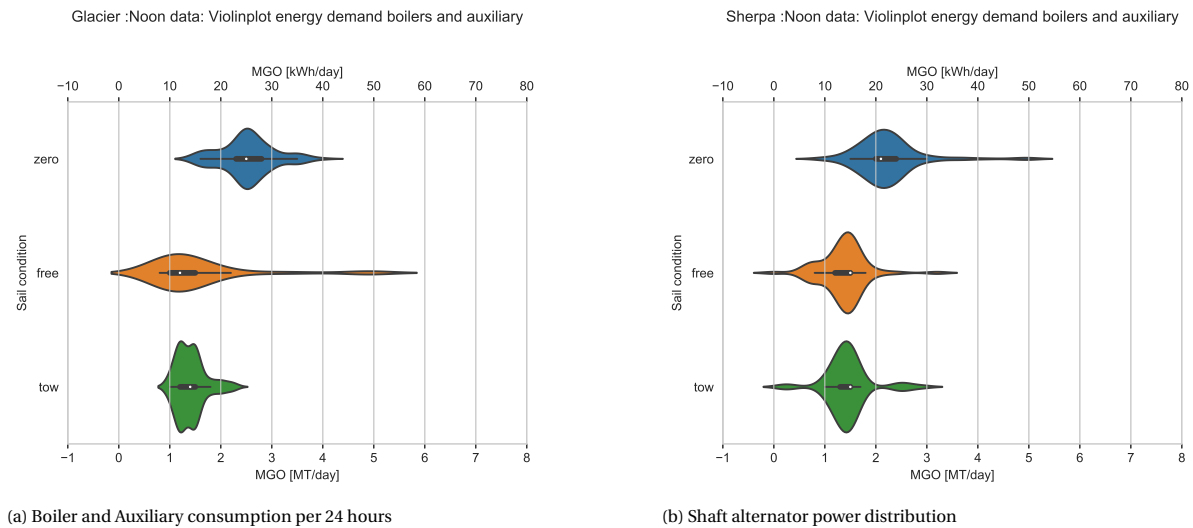 Glacier :Noon data: Violinplot energy demand boilers and auxiliary
MGO [kWh/day]
−10 0 10 20 30 40 50 60 70 80
zero
free
tow
Sail condition
−1 0 1 2 3 4 5 6 7 8
MGO [MT/day]
(a) Boiler and Auxiliary consumption per 24 hours
Sherpa :Noon data: Violinplot energy demand boilers and auxiliary
MGO [kWh/day]
−10 0 10 20 30 40 50 60 70 80
zero
free
tow
Sail condition
−1 0 1 2 3 4 5 6 7 8
MGO [MT/day]
(b) Shaft alternator power distribution